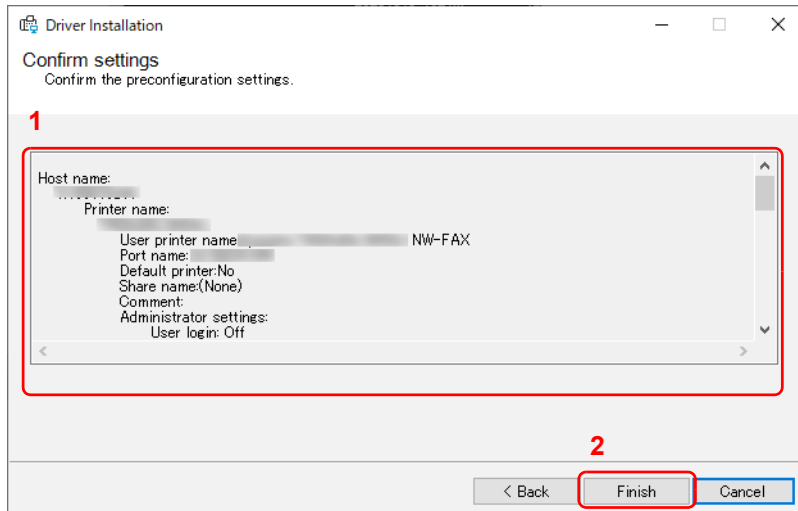 Driver Installation
Confirm settings
Confirm the preconfiguration settings.
1
Host name:
Printer name:
User printer name NW-FAX
Port name:
Default printer:No
Share name:(None)
Comment:
Administrator settings:
User login: Off
2
< Back Finish Cancel